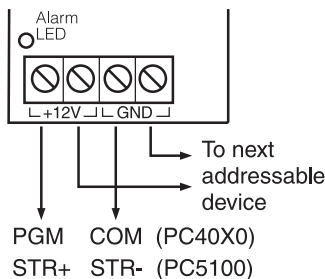 Alarm
LED
+12V GND
To next
addressable
device
PGM COM (PC40X0)
STR+ STR- (PC5100)